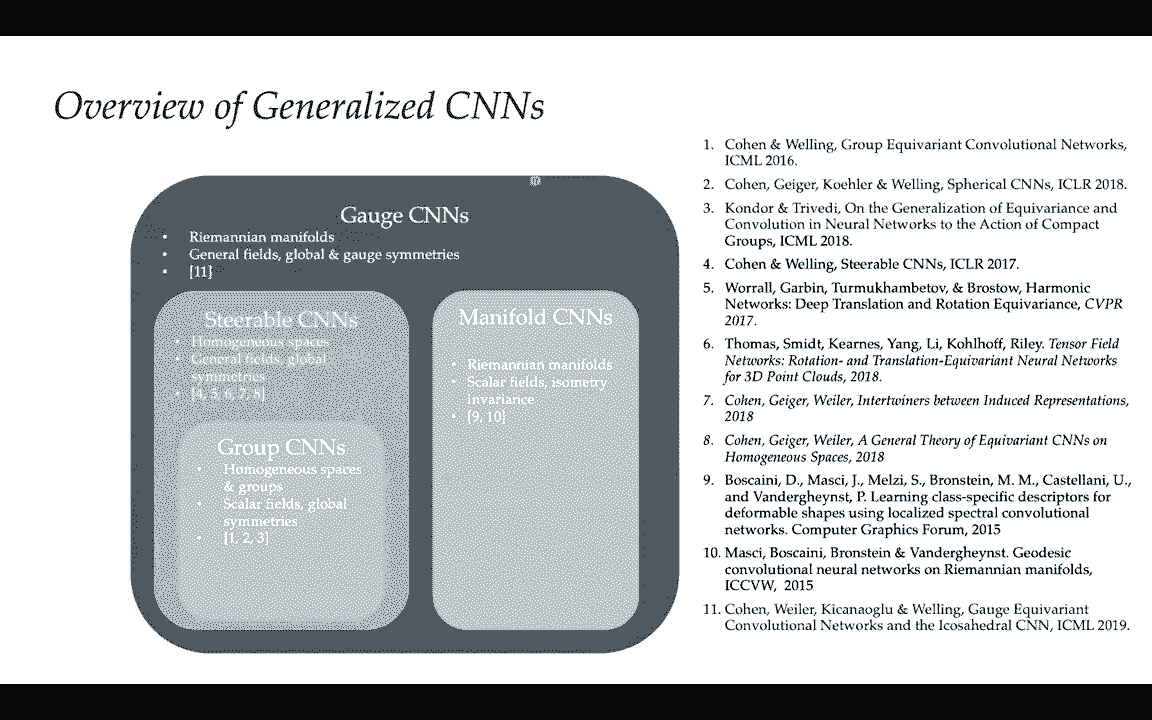 Overview of Generalized CNNs
Gauge CNNs
• Riemannian manifolds
• General fields, global & gauge symmetries
• [11]
Steerable CNNs
• Homogeneous spaces
• General fields, global
symmetries
• [4, 5, 6, 7, 8]
Group CNNs
• Homogeneous spaces
& groups
• Scalar fields, global
symmetries
• [1, 2, 3]
Manifold CNNs
• Riemannian manifolds
• Scalar fields, isometry
invariance
• [9, 10]
1. Cohen & Welling, Group Equivariant Convolutional Networks,
ICML 2016.
2. Cohen, Geiger, Koehler & Welling, Spherical CNNs, ICLR 2018.
3. Kondor & Trivedi, On the Generalization of Equivariance and
Convolution in Neural Networks to the Action of Compact
Groups, ICML 2018.
4. Cohen & Welling, Steerable CNNs, ICLR 2017.
5. Worrall, Garbin, Turmukhambetov, & Brostow, Harmonic
Networks: Deep Translation and Rotation Equivariance, CVPR
2017.
6. Thomas, Smidt, Kearnes, Yang, Li, Kohlhoff, Riley. Tensor Field
Networks: Rotation- and Translation-Equivariant Neural Networks
for 3D Point Clouds, 2018.
7. Cohen, Geiger, Weiler, Intertwiners between Induced Representations,
2018
8. Cohen, Geiger, Weiler, A General Theory of Equivariant CNNs on
Homogeneous Spaces, 2018
9. Boscaini, D., Masci, J., Melzi, S., Bronstein, M. M., Castellani, U.,
and Vandergheynst, P. Learning class-specific descriptors for
deformable shapes using localized spectral convolutional
networks. Computer Graphics Forum, 2015
10. Masci, Boscaini, Bronstein & Vandergheynst. Geodesic
convolutional neural networks on Riemannian manifolds,
ICCVW, 2015
11. Cohen, Weiler, Kicanaoglu & Welling, Gauge Equivariant
Convolutional Networks and the Icosahedral CNN, ICML 2019.